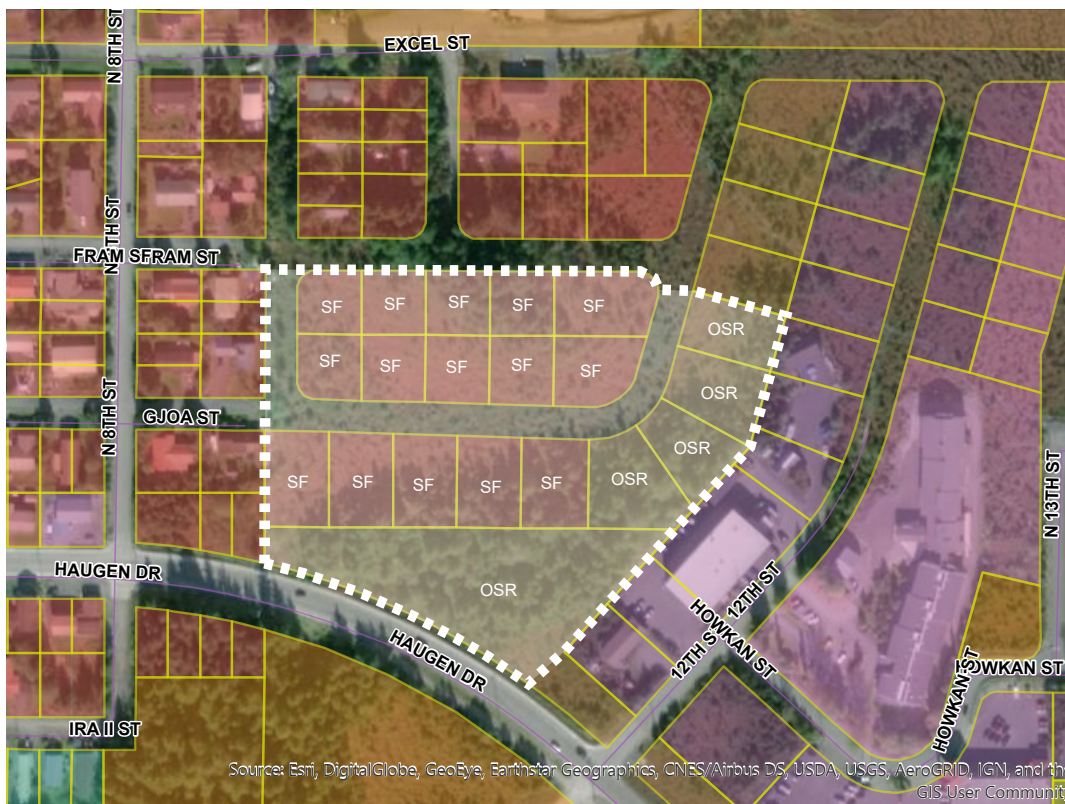 N 8TH ST
EXCEL ST
N 8TH ST
FRAM SFRAM ST
SF SF SF SF SF
OSR
SF SF SF SF SF
OSR
N 8TH ST
GJOA ST
OSR
SF SF SF SF SF OSR
N 13TH ST
HAUGEN DR
OSR
12TH ST
12TH S
HOWKAN ST
HAUGEN DR
HOWKAN ST
HOWKAN ST
IRA II ST
Source: Esri, DigitalGlobe, GeoEye, Earthstar Geographics, CNES/Airbus DS, USDA, USGS, AeroGRID, IGN, and th
GIS User Communit